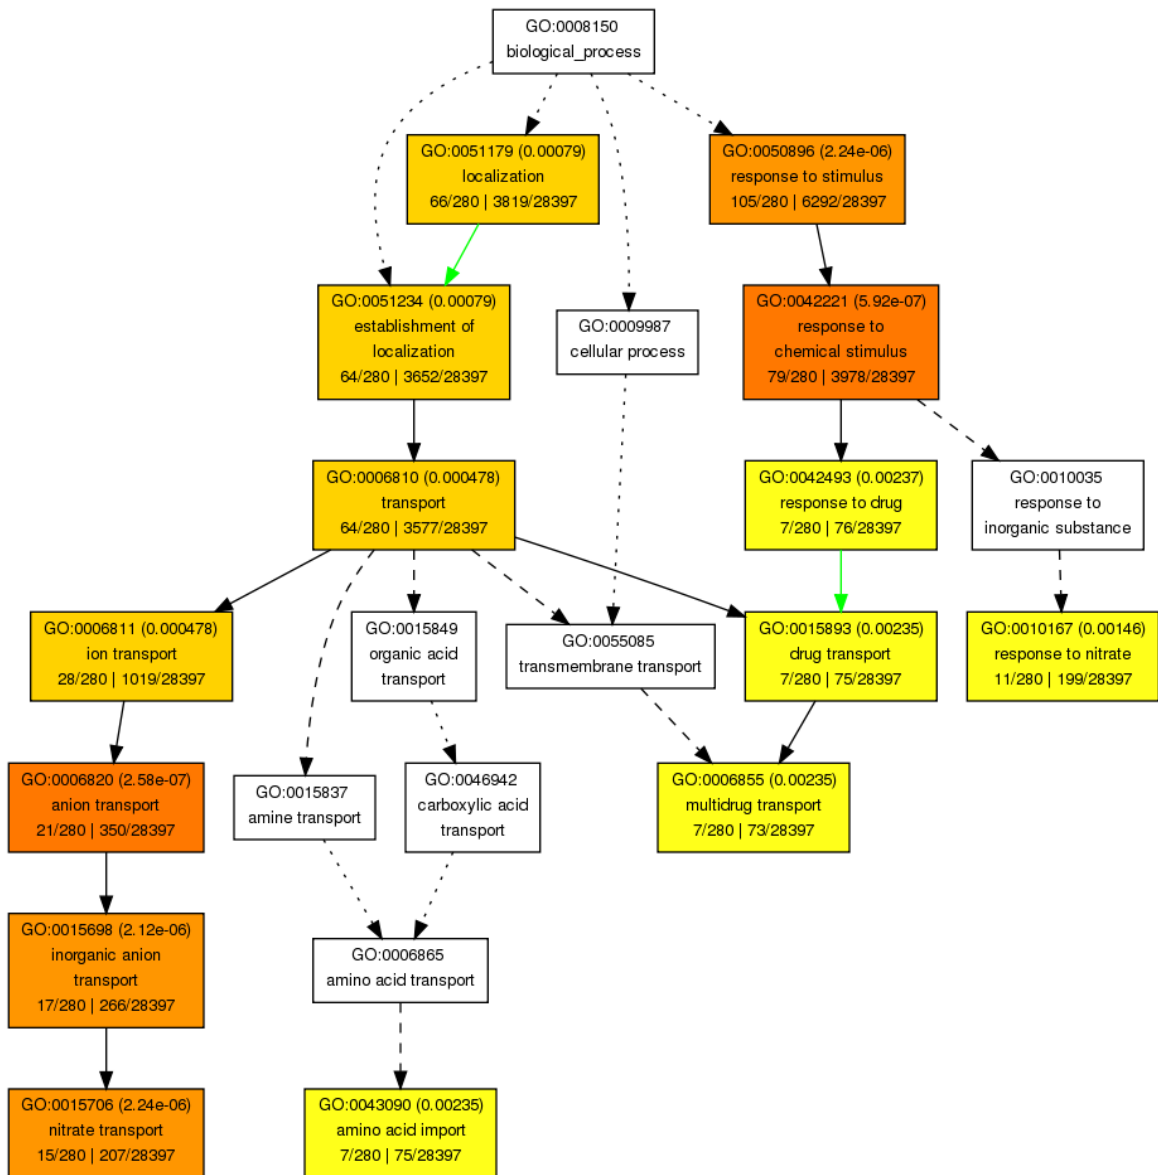 GO:0008150
biological_process
GO:0051179 (0.00079)
localization
66/280 | 3819/28397
GO:0050896 (2.24e-06)
response to stimulus
105/280 | 6292/28397
GO:0051234 (0.00079)
establishment of
localization
64/280 | 3652/28397
GO:0009987
cellular process
GO:0042221 (5.92e-07)
response to
chemical stimulus
79/280 | 3978/28397
GO:0006810 (0.000478)
transport
64/280 | 3577/28397
GO:0042493 (0.00237)
response to drug
7/280 | 76/28397
GO:0010035
response to
inorganic substance
GO:0006811 (0.000478)
ion transport
28/280 | 1019/28397
GO:0015849
organic acid
transport
GO:0055085
transmembrane transport
GO:0015893 (0.00235)
drug transport
7/280 | 75/28397
GO:0010167 (0.00146)
response to nitrate
11/280 | 199/28397
GO:0006820 (2.58e-07)
anion transport
21/280 | 350/28397
GO:0015837
amine transport
GO:0046942
carboxylic acid
transport
GO:0006855 (0.00235)
multidrug transport
7/280 | 73/28397
GO:0015698 (2.12e-06)
inorganic anion
transport
17/280 | 266/28397
GO:0006865
amino acid transport
GO:0015706 (2.24e-06)
nitrate transport
15/280 | 207/28397
GO:0043090 (0.00235)
amino acid import
7/280 | 75/28397